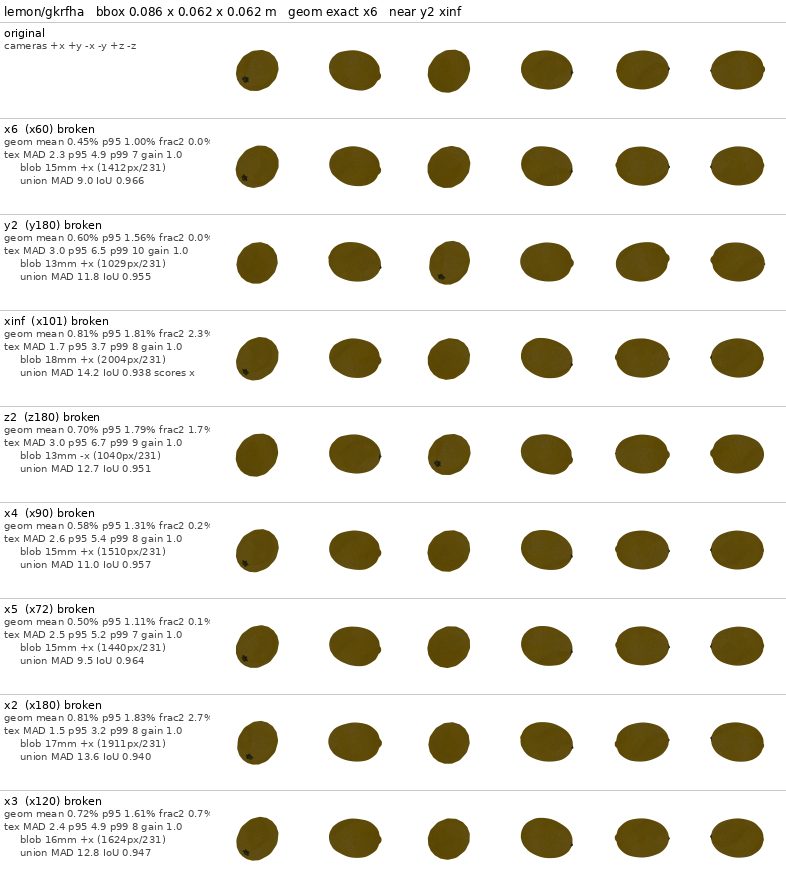 lemon/gkrfha   bbox 0.086 x 0.062 x 0.062 m   geom exact x6   near y2 xinf
original
cameras +x +y -x -y +z -z
x6  (x60) broken
geom mean 0.45% p95 1.00% frac2 0.0%
tex MAD 2.3 p95 4.9 p99 7 gain 1.0
blob 15mm +x (1412px/231)
union MAD 9.0 IoU 0.966
y2  (y180) broken
geom mean 0.60% p95 1.56% frac2 0.0%
tex MAD 3.0 p95 6.5 p99 10 gain 1.0
blob 13mm +x (1029px/231)
union MAD 11.8 IoU 0.955
xinf  (x101) broken
geom mean 0.81% p95 1.81% frac2 2.3%
tex MAD 1.7 p95 3.7 p99 8 gain 1.0
blob 18mm +x (2004px/231)
union MAD 14.2 IoU 0.938 scores x
z2  (z180) broken
geom mean 0.70% p95 1.79% frac2 1.7%
tex MAD 3.0 p95 6.7 p99 9 gain 1.0
blob 13mm -x (1040px/231)
union MAD 12.7 IoU 0.951
x4  (x90) broken
geom mean 0.58% p95 1.31% frac2 0.2%
tex MAD 2.6 p95 5.4 p99 8 gain 1.0
blob 15mm +x (1510px/231)
union MAD 11.0 IoU 0.957
x5  (x72) broken
geom mean 0.50% p95 1.11% frac2 0.1%
tex MAD 2.5 p95 5.2 p99 7 gain 1.0
blob 15mm +x (1440px/231)
union MAD 9.5 IoU 0.964
x2  (x180) broken
geom mean 0.81% p95 1.83% frac2 2.7%
tex MAD 1.5 p95 3.2 p99 8 gain 1.0
blob 17mm +x (1911px/231)
union MAD 13.6 IoU 0.940
x3  (x120) broken
geom mean 0.72% p95 1.61% frac2 0.7%
tex MAD 2.4 p95 4.9 p99 8 gain 1.0
blob 16mm +x (1624px/231)
union MAD 12.8 IoU 0.947